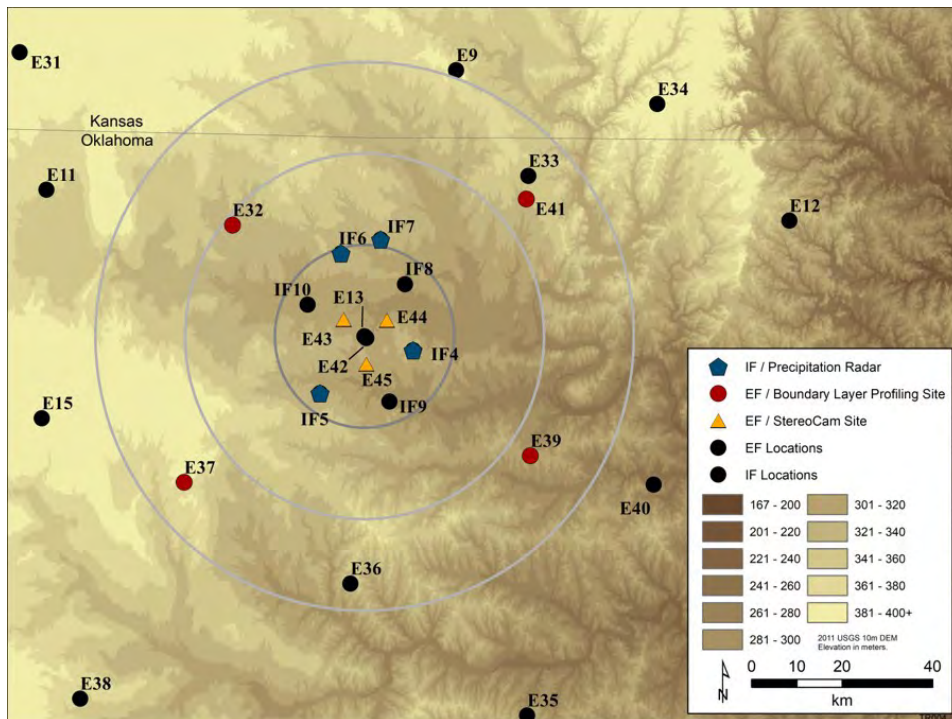 E31
E9
E34
Kansas
Oklahoma
E33
E11
E41
E12
E32
IF7
IF6
IF8
IF10
E13
E44
E43
IF4
E42
E45
IF9
IF5
E15
E39
E37
E40
E36
E38
E35
IF / Precipitation Radar
EF / Boundary Layer Profiling Site
EF / StereoCam Site
EF Locations
IF Locations
167 - 200
301 - 320
201 - 220
321 - 340
221 - 240
341 - 360
241 - 260
361 - 380
261 - 280
381 - 400+
281 - 300
2011 USGS 10m DEM
Elevation in meters.
N
0 10 20 40
km